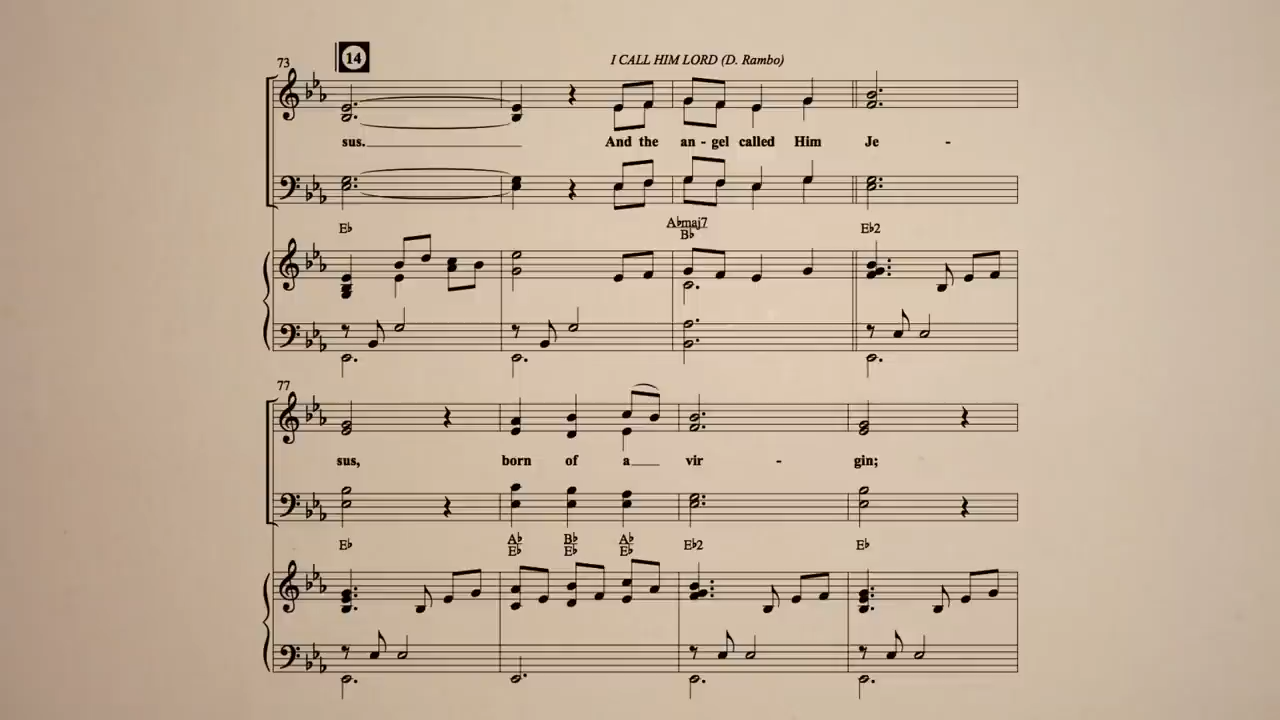 14
73
I CALL HIM LORD (D. Rambo)
sus. And the an - gel called Him Je -
E♭ A♭maj7 E♭2
B♭
77
sus, born of a vir - gin;
E♭ A♭ B♭ A♭ E♭2 E♭
E♭ E♭ E♭